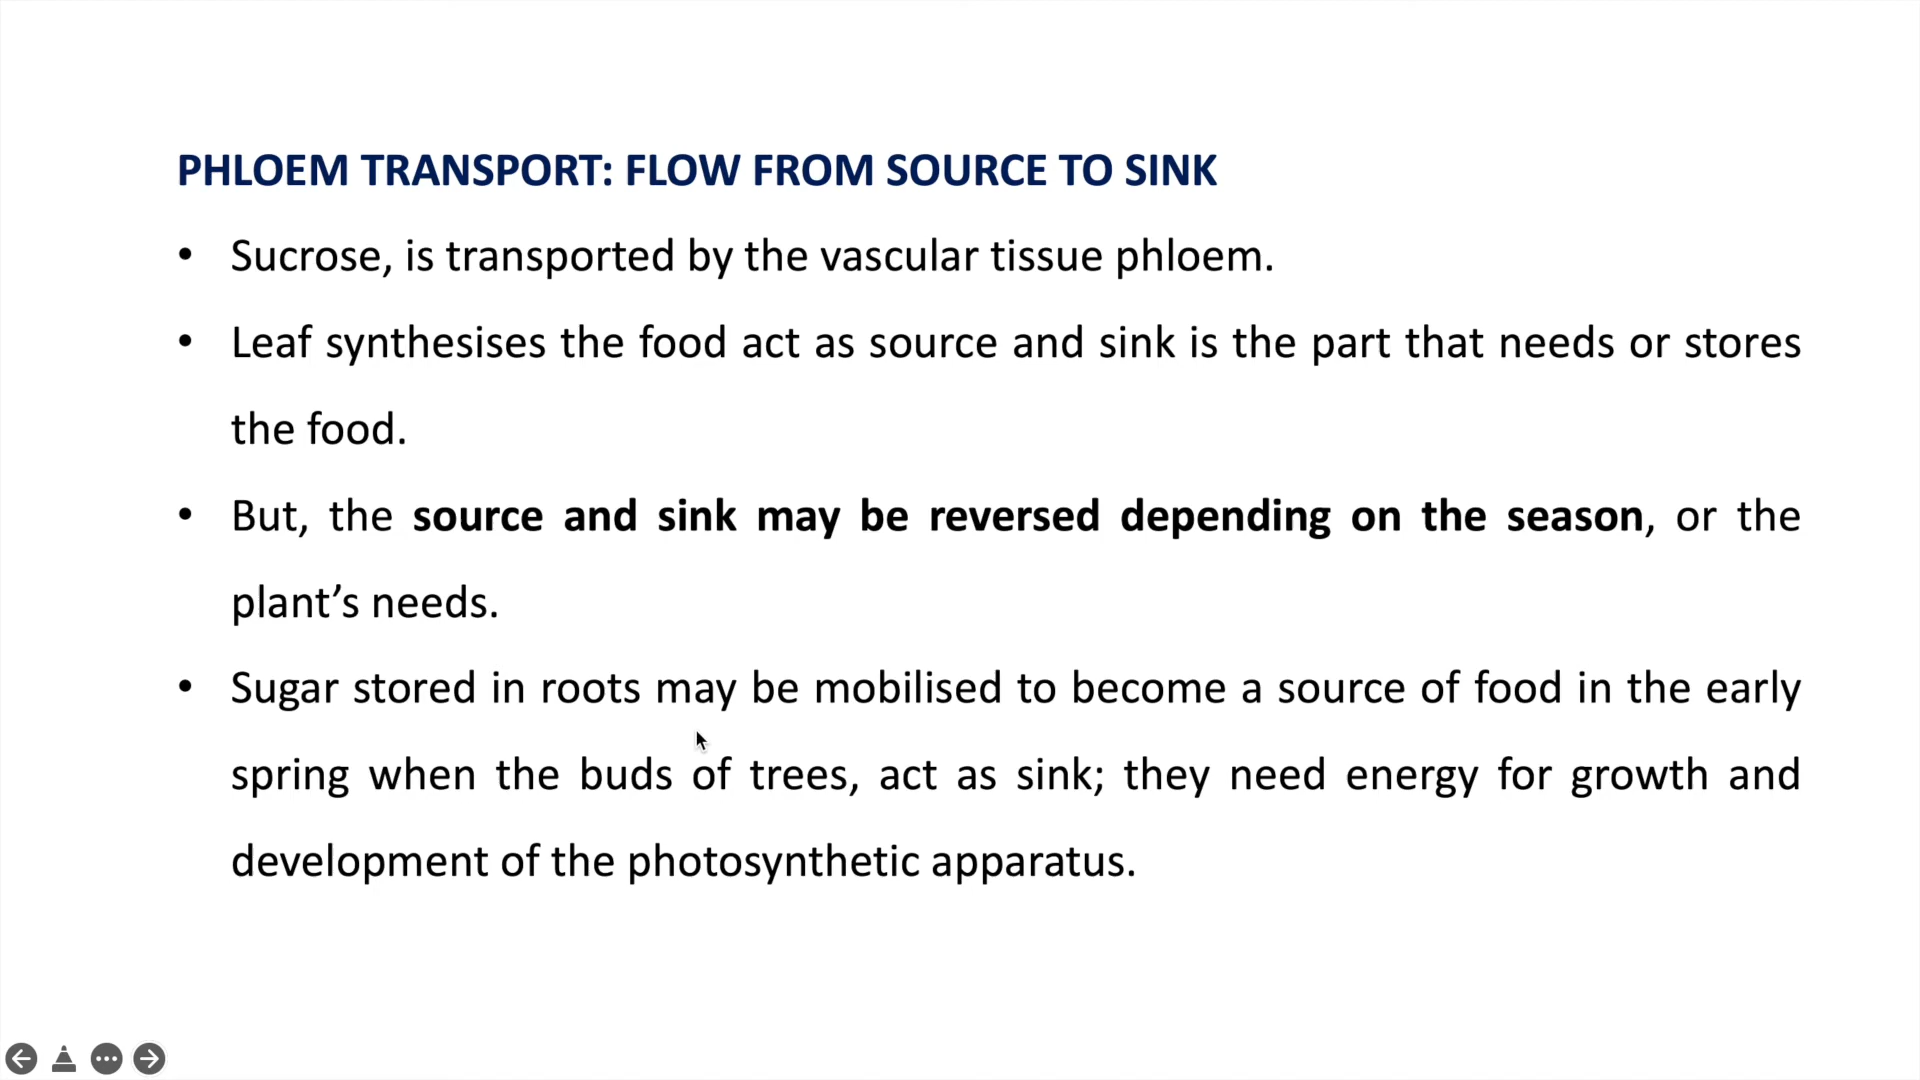 PHLOEM TRANSPORT: FLOW FROM SOURCE TO SINK
• Sucrose, is transported by the vascular tissue phloem.
• Leaf synthesises the food act as source and sink is the part that needs or stores
the food.
• But, the source and sink may be reversed depending on the season, or the
plant’s needs.
• Sugar stored in roots may be mobilised to become a source of food in the early
spring when the buds of trees, act as sink; they need energy for growth and
development of the photosynthetic apparatus.